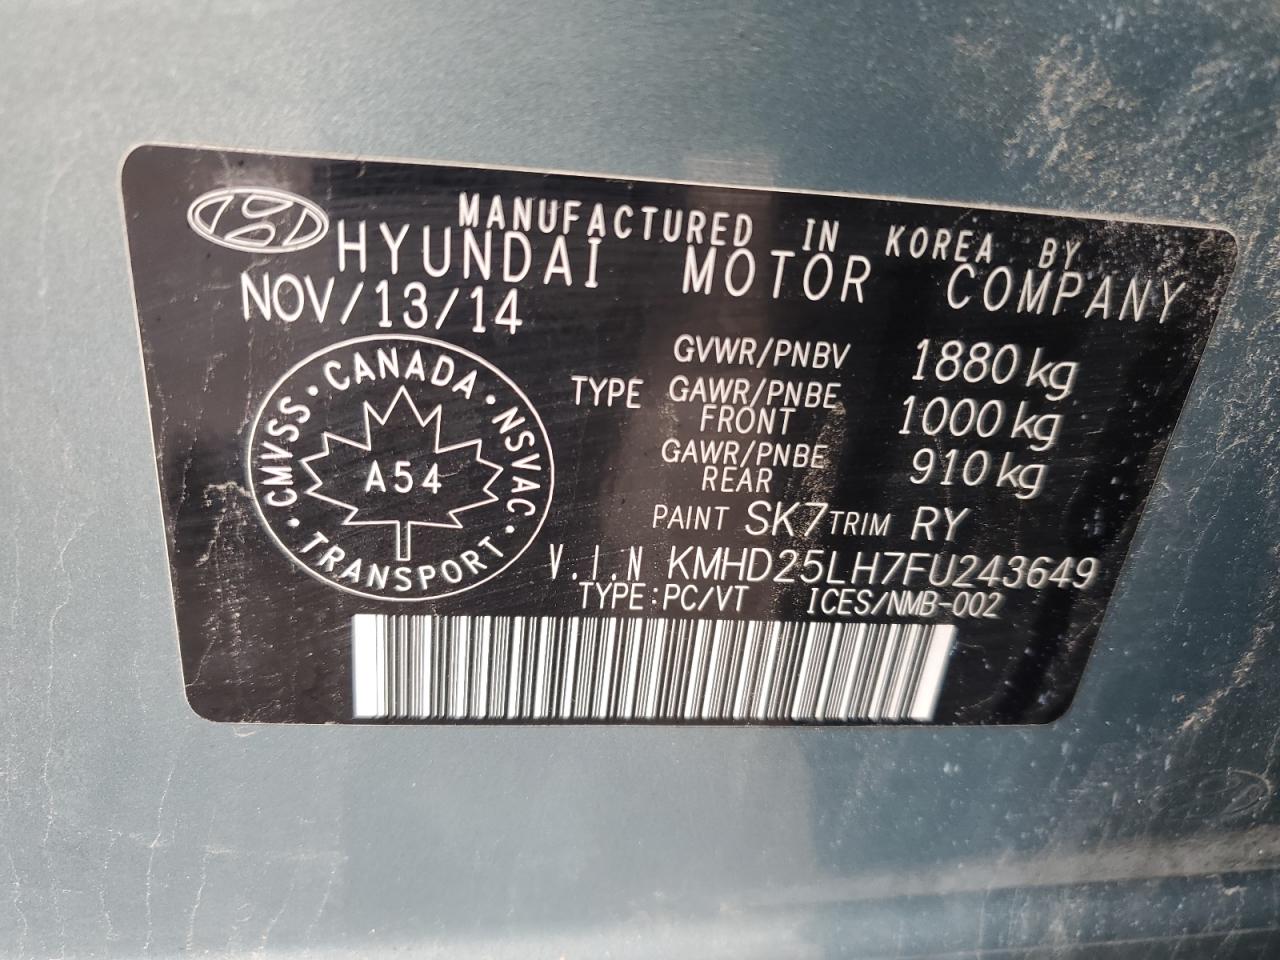 MANUFACTURED IN KOREA BY
HYUNDAI MOTOR COMPANY
NOV/13/14
CMVSS · CANADA · NSVAC · TRANSPORT ·
A54
GVWR/PNBV 1880 kg
TYPE GAWR/PNBE FRONT 1000 kg
GAWR/PNBE REAR 910 kg
PAINT SK7 TRIM RY
V.I.N KMHD25LH7FU243649
TYPE:PC/VT ICES/NMB-002